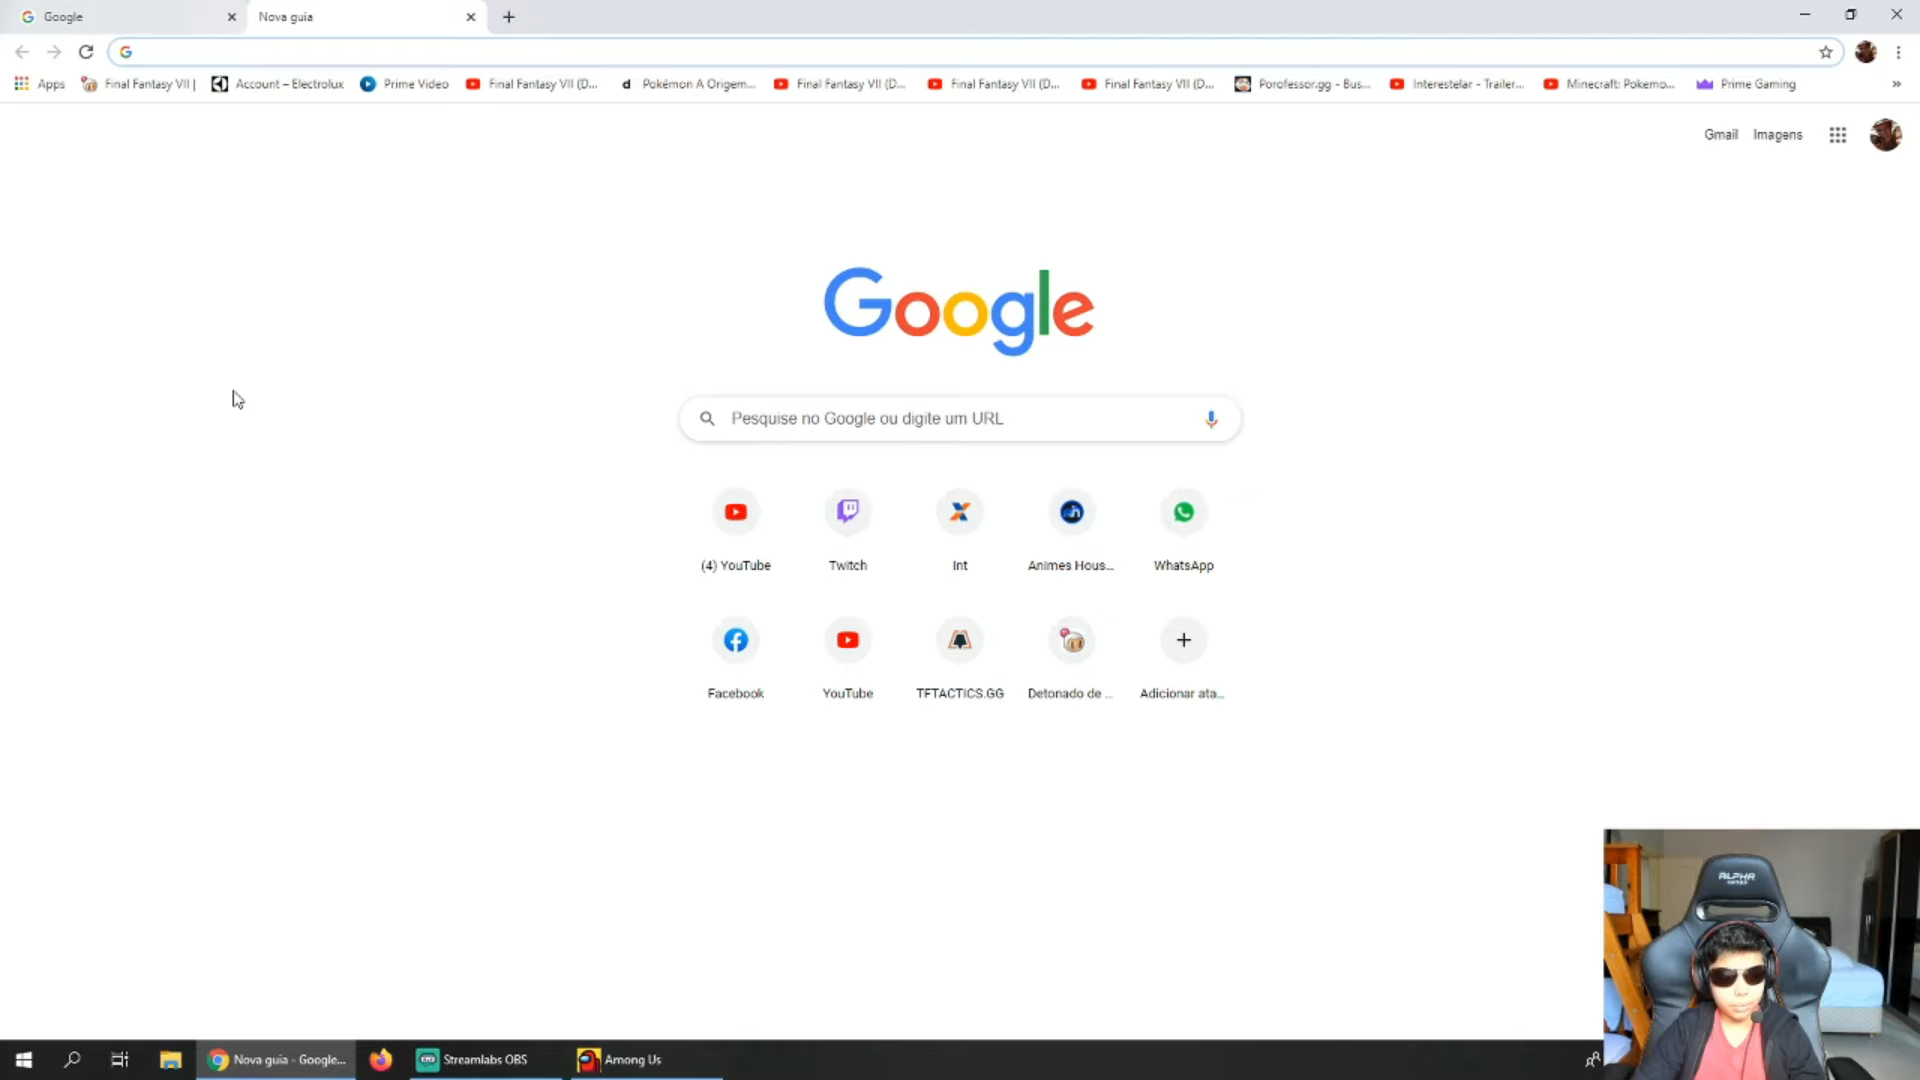 Google
Nova guia
Apps
Final Fantasy VII |
Account – Electrolux
Prime Video
Final Fantasy VII (D...
Pokémon A Origem...
Final Fantasy VII (D...
Final Fantasy VII (D...
Final Fantasy VII (D...
Porofessor.gg - Bus...
Interestelar - Trailer...
Minecraft: Pokemo...
Prime Gaming
»
Gmail
Imagens
Google
Pesquise no Google ou digite um URL
(4) YouTube
Twitch
Int
Animes Hous...
WhatsApp
Facebook
YouTube
TFTACTICS.GG
Detonado de ...
Adicionar ata...
ALPHA
Nova guia - Google...
Streamlabs OBS
Among Us